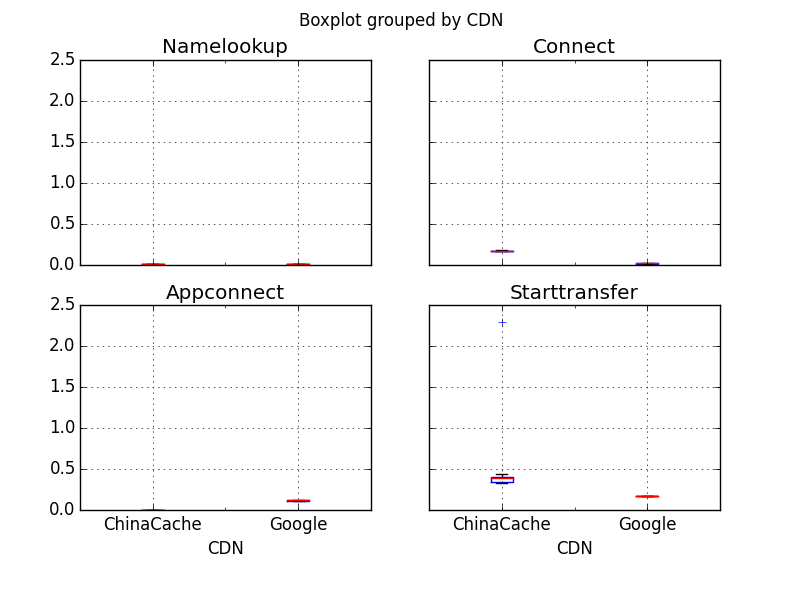 Boxplot grouped by CDN
Namelookup
Connect
2.5
2.0
1.5
1.0
0.5
0.0
Appconnect
Starttransfer
2.5
2.0
1.5
1.0
0.5
0.0
ChinaCache Google
ChinaCache Google
CDN
CDN